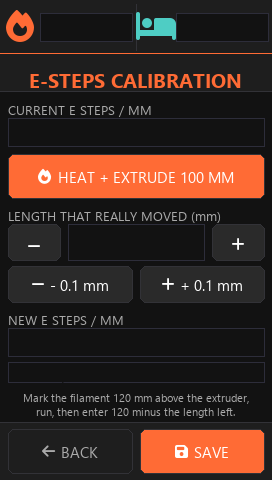 E-STEPS CALIBRATION
CURRENT E STEPS / MM
HEAT + EXTRUDE 100 MM
LENGTH THAT REALLY MOVED (mm)
− +
− - 0.1 mm + + 0.1 mm
NEW E STEPS / MM
Mark the filament 120 mm above the extruder,
run, then enter 120 minus the length left.
BACK SAVE